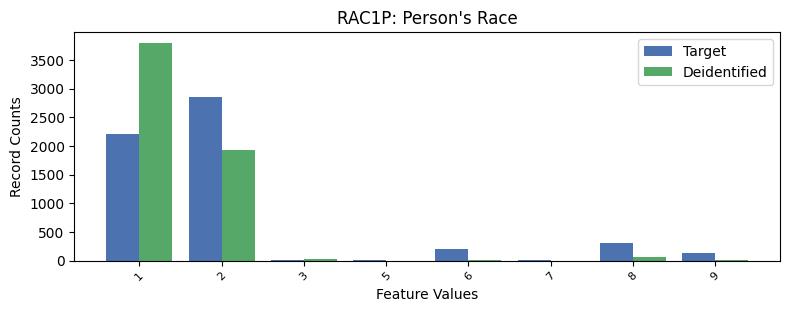 RAC1P: Person's Race
Target
Deidentified
Record Counts
3500
3000
2500
2000
1500
1000
500
0
1 2 3 5 6 7 8 9
Feature Values